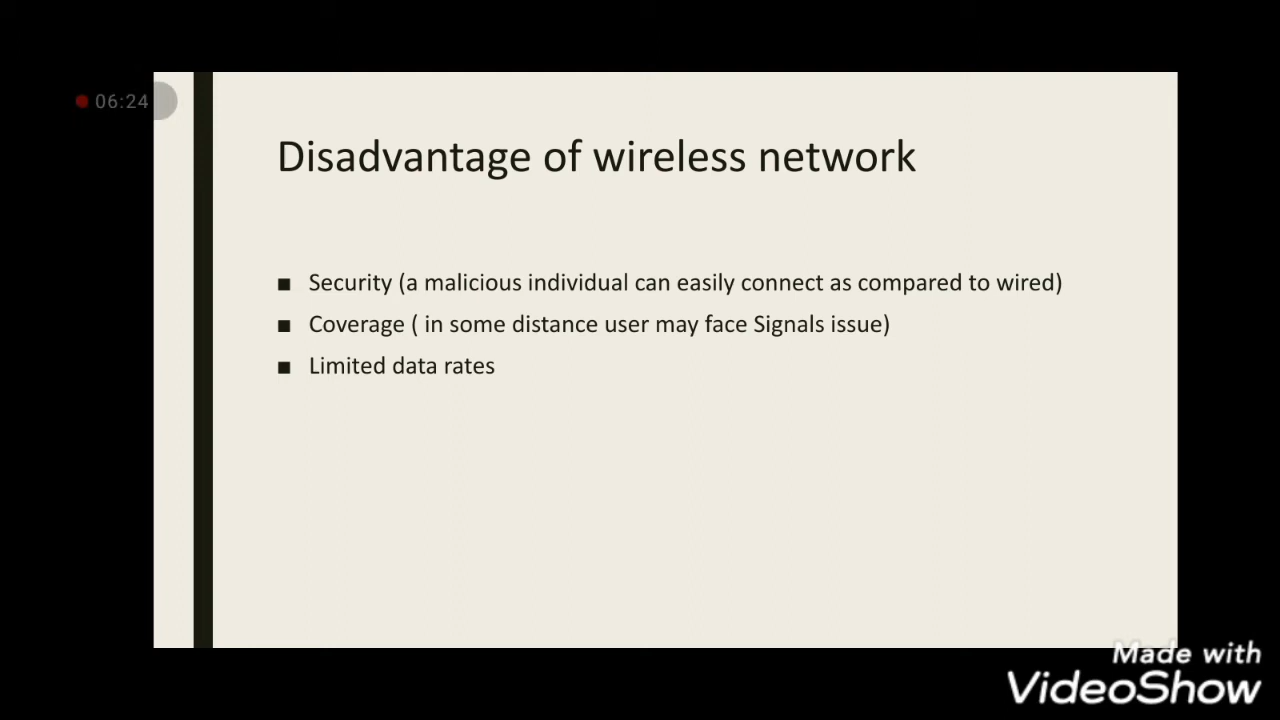 06:24
Disadvantage of wireless network
■ Security (a malicious individual can easily connect as compared to wired)
■ Coverage ( in some distance user may face Signals issue)
■ Limited data rates
Made with
VideoShow